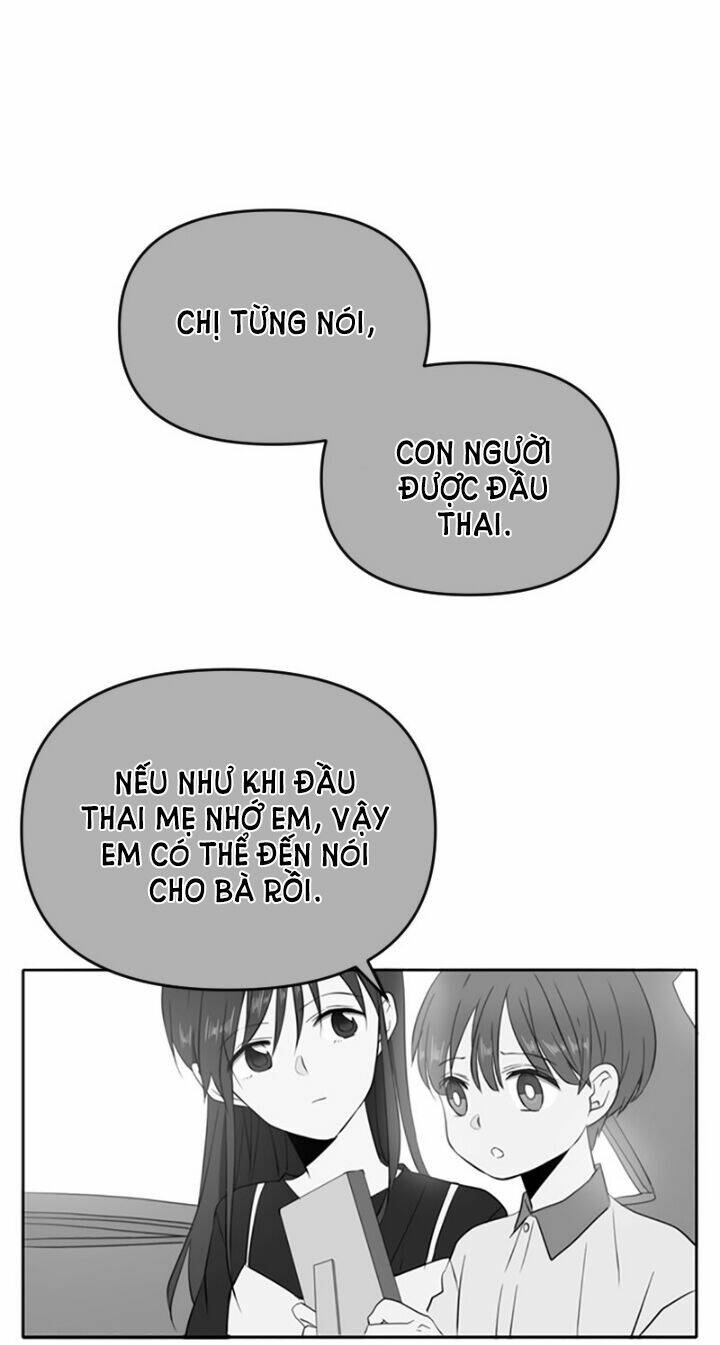 CHỊ TỪNG NÓI,
CON NGƯỜI
ĐƯỢC ĐẦU
THAI.
NẾU NHƯ KHI ĐẦU
THAI MẸ NHỚ EM, VẬY
EM CÓ THỂ ĐẾN NÓI
CHO BÀ RỒI.